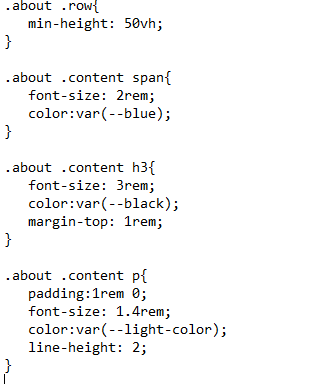 .about .row{
   min-height: 50vh;
}

.about .content span{
   font-size: 2rem;
   color:var(--blue);
}

.about .content h3{
   font-size: 3rem;
   color:var(--black);
   margin-top: 1rem;
}

.about .content p{
   padding:1rem 0;
   font-size: 1.4rem;
   color:var(--light-color);
   line-height: 2;
}